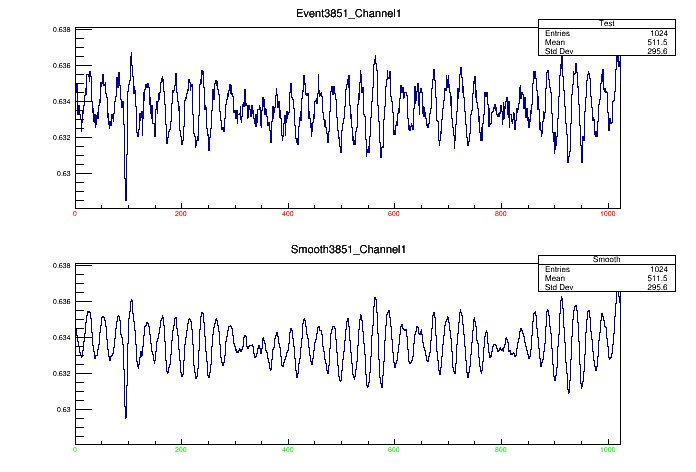 Event3851_Channel1
Test
Entries 1024
Mean 511.5
Std Dev 295.6
0.638
0.636
0.634
0.632
0.63
0 200 400 600 800 1000
Smooth3851_Channel1
Smooth
Entries 1024
Mean 511.5
Std Dev 295.6
0.638
0.636
0.634
0.632
0.63
0 200 400 600 800 1000